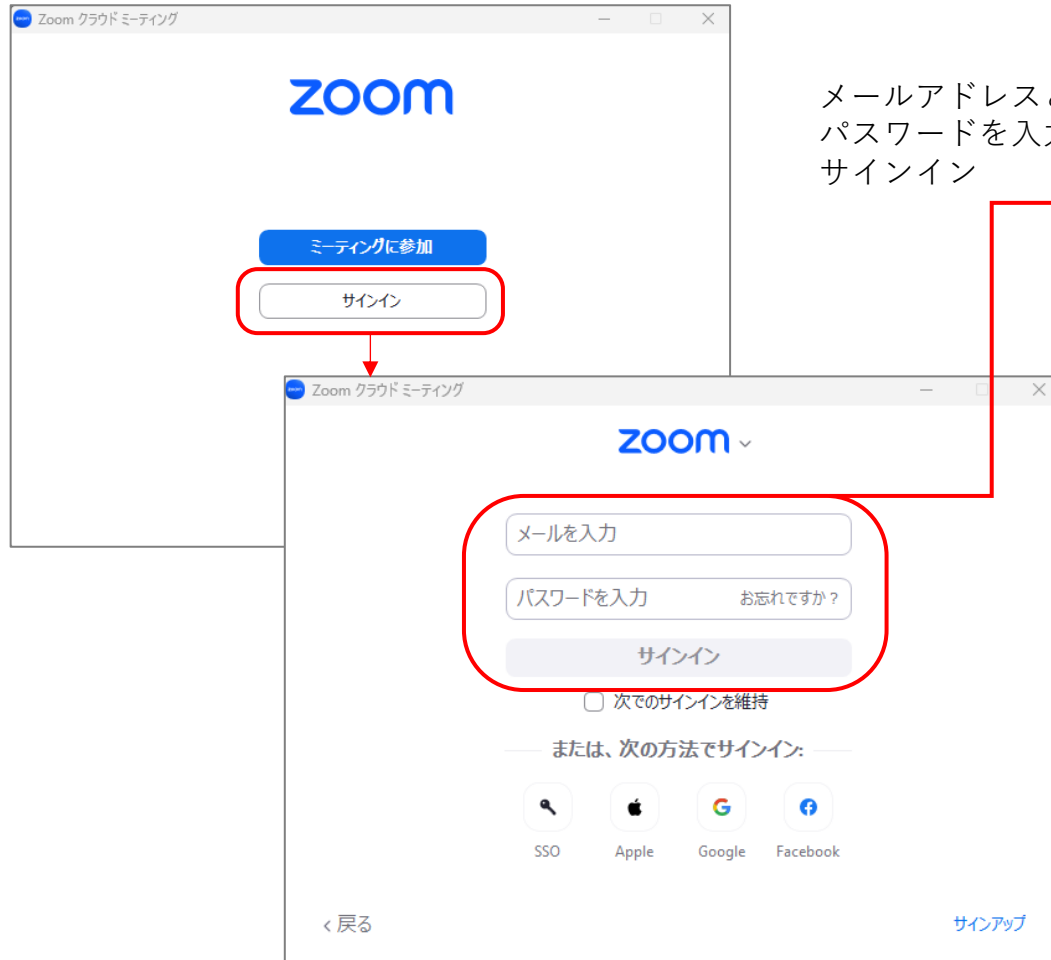 Zoom クラウド ミーティング
zoom
ミーティングに参加
サインイン
メールアドレス
パスワードを入
サインイン
Zoom クラウド ミーティング
zoom
メールを入力
パスワードを入力 お忘れですか？
サインイン
次でのサインインを維持
または、次の方法でサインイン:
SSO Apple Google Facebook
< 戻る サインアップ